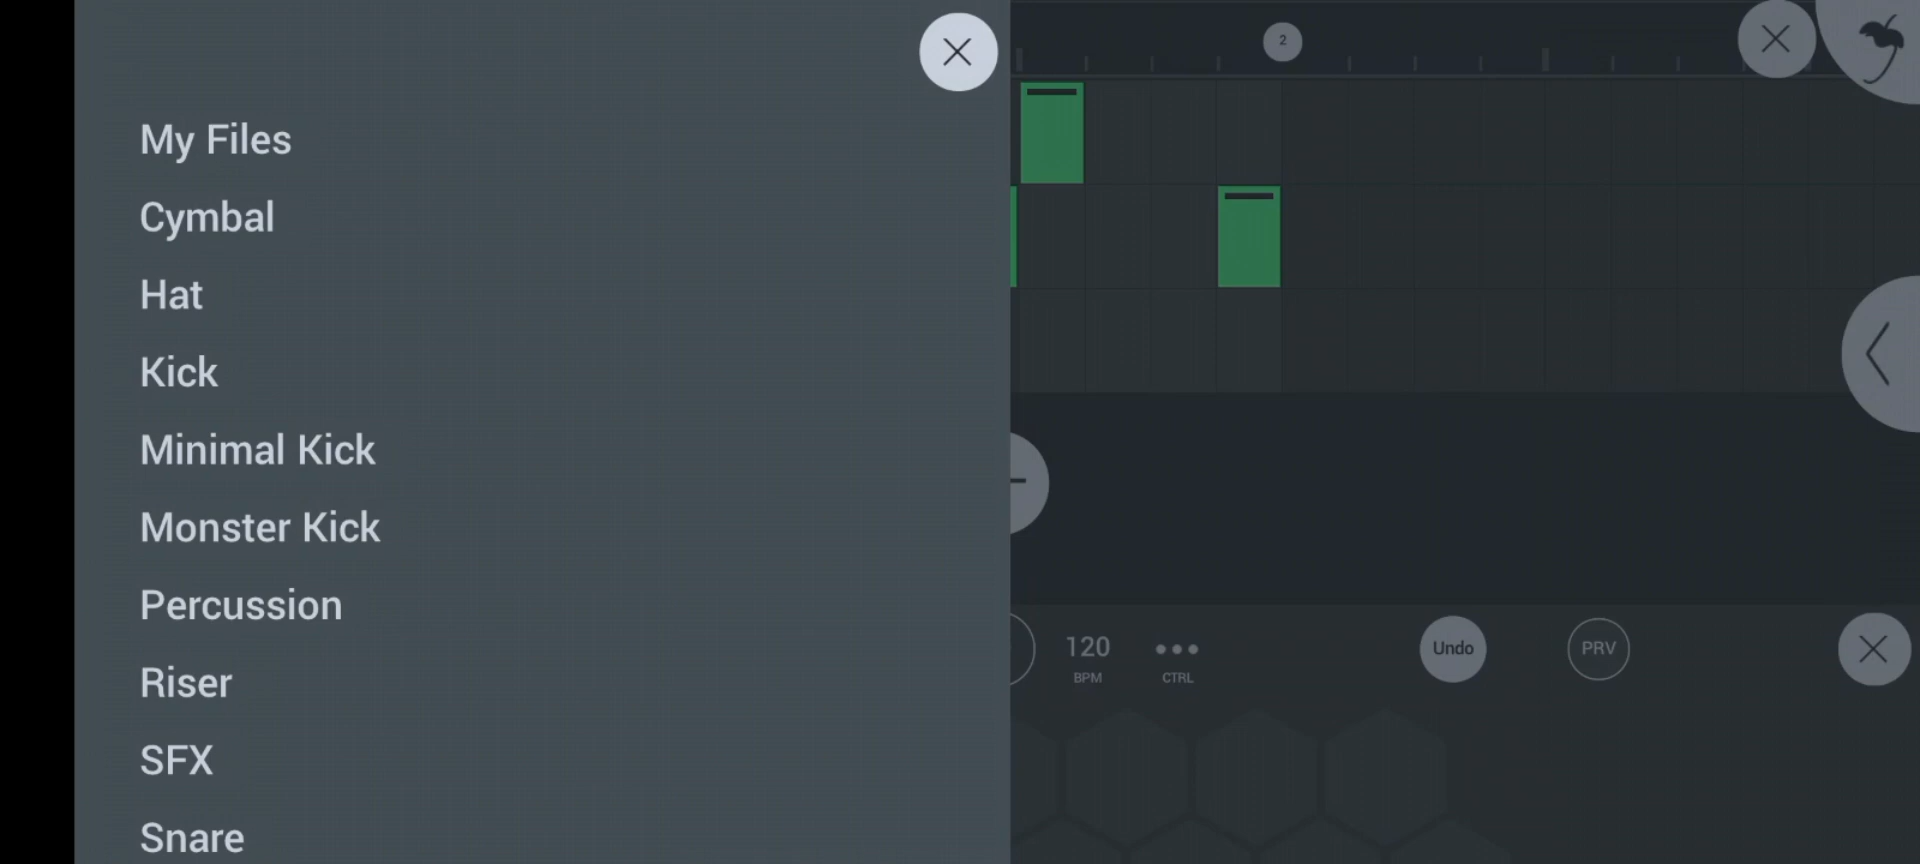 My Files
Cymbal
Hat
Kick
Minimal Kick
Monster Kick
Percussion
Riser
SFX
Snare
2
120
BPM
CTRL
Undo
PRV